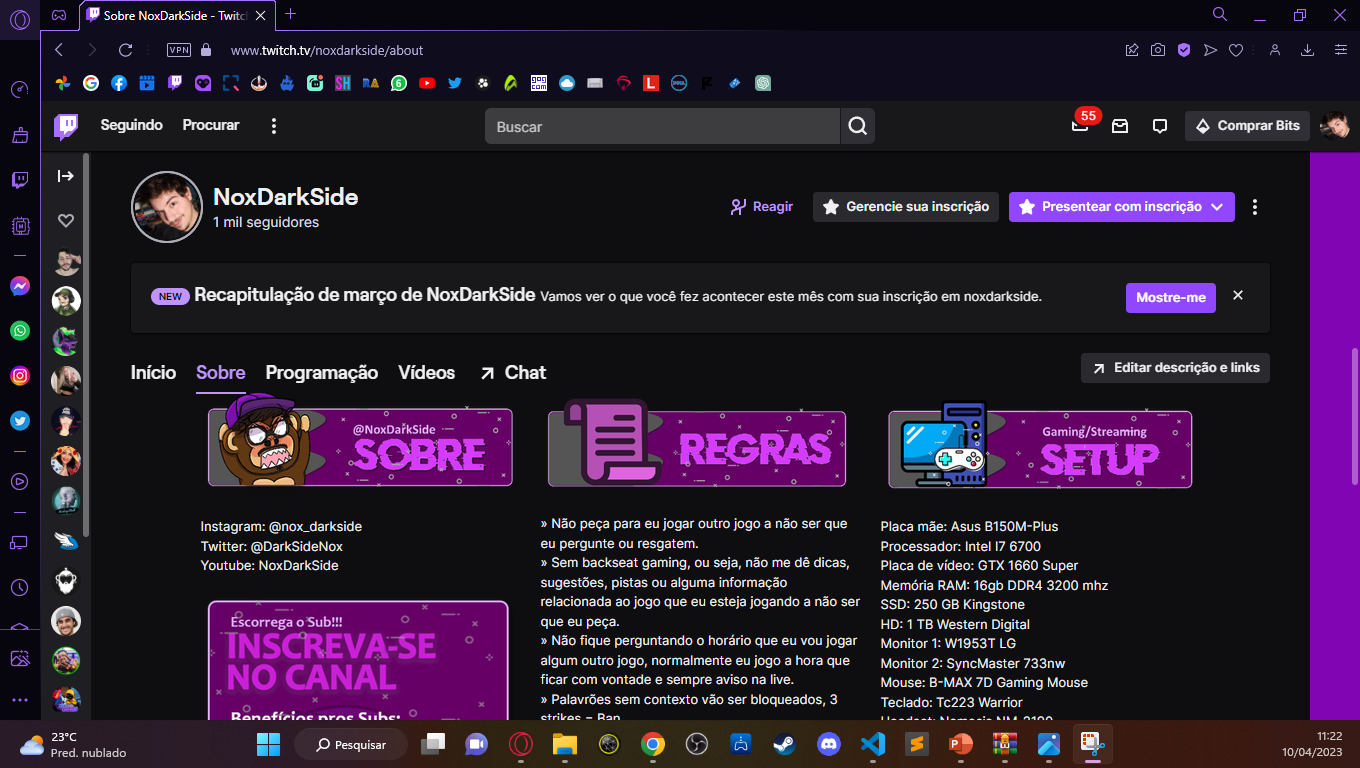 Sobre NoxDarkSide - Twitch
VPN
www.twitch.tv/noxdarkside/about
Seguindo
Procurar
Buscar
55
Comprar Bits
NoxDarkSide
1 mil seguidores
Reagir
Gerencie sua inscrição
Presentear com inscrição
NEW Recapitulação de março de NoxDarkSide Vamos ver o que você fez acontecer este mês com sua inscrição em noxdarkside.
Mostre-me
Início
Sobre
Programação
Vídeos
Chat
Editar descrição e links
@NoxDarkSide
SOBRE
Instagram: @nox_darkside
Twitter: @DarkSideNox
Youtube: NoxDarkSide
Escorrega o Sub!!!
INSCREVA-SE
NO CANAL
Benefícios pros Subs:
REGRAS
» Não peça para eu jogar outro jogo a não ser que
eu pergunte ou resgatem.
» Sem backseat gaming, ou seja, não me dê dicas,
sugestões, pistas ou alguma informação
relacionada ao jogo que eu esteja jogando a não ser
que eu peça.
» Não fique perguntando o horário que eu vou jogar
algum outro jogo, normalmente eu jogo a hora que
ficar com vontade e sempre aviso na live.
» Palavrões sem contexto vão ser bloqueados, 3
strikes = Ban
Gaming/Streaming
SETUP
Placa mãe: Asus B150M-Plus
Processador: Intel I7 6700
Placa de vídeo: GTX 1660 Super
Memória RAM: 16gb DDR4 3200 mhz
SSD: 250 GB Kingstone
HD: 1 TB Western Digital
Monitor 1: W1953T LG
Monitor 2: SyncMaster 733nw
Mouse: B-MAX 7D Gaming Mouse
Teclado: Tc223 Warrior
Headset: Nemesis NM-2190
23°C
Pred. nublado
Pesquisar
11:22
10/04/2023